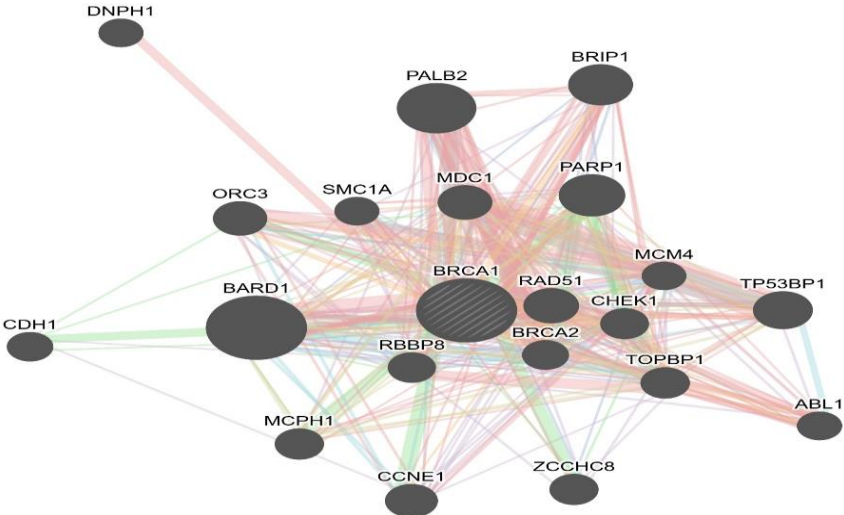 DNPH1
BRIP1
PALB2
PARP1
MDC1
SMC1A
ORC3
MCM4
BRCA1
RAD51
TP53BP1
BARD1
CHEK1
CDH1
BRCA2
RBBP8
TOPBP1
ABL1
MCPH1
ZCCHC8
CCNE1